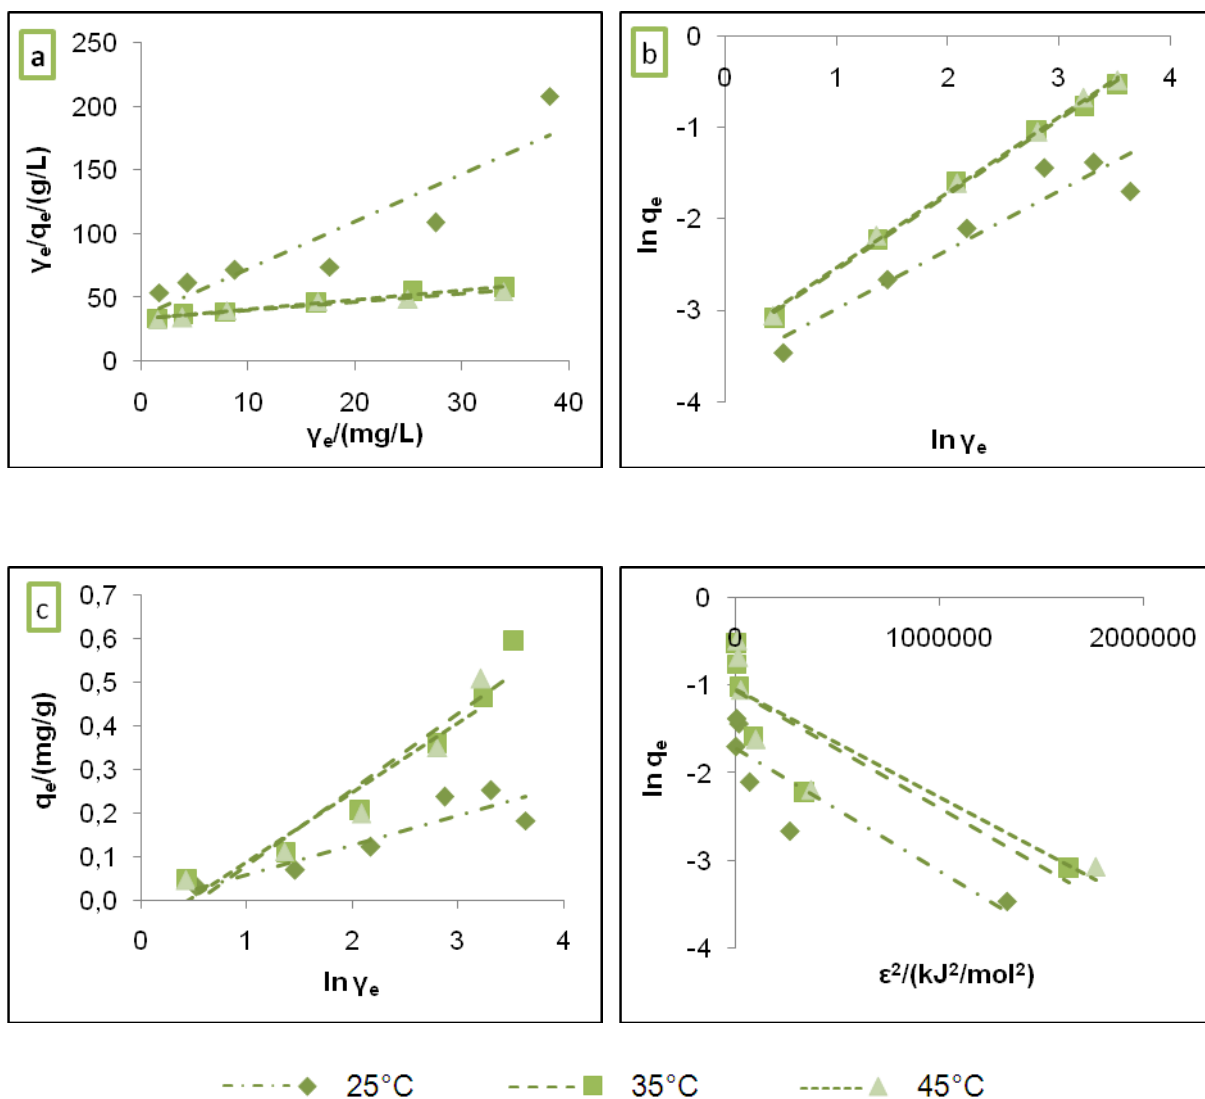 a
250
200
150
100
50
0
γe/qe/(g/L)
0 10 20 30 40
γe/(mg/L)
b
0
-1
-2
-3
-4
ln qe
0 1 2 3 4
ln γe
c
0,7
0,6
0,5
0,4
0,3
0,2
0,1
0,0
qe/(mg/g)
0 1 2 3 4
ln γe
0
-1
-2
-3
-4
ln qe
0 1000000 2000000
ε²/(kJ²/mol²)
25°C 35°C 45°C